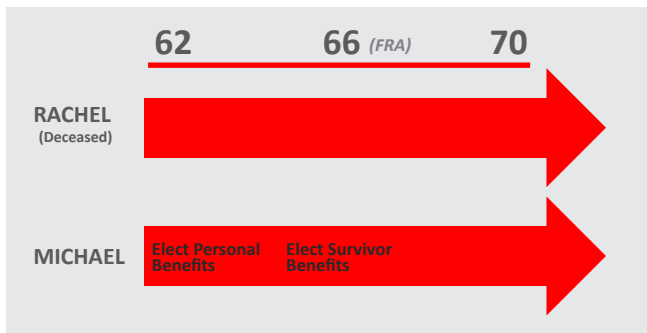 62 66 (FRA) 70
RACHEL
(Deceased)
MICHAEL
Elect Personal
Benefits
Elect Survivor
Benefits